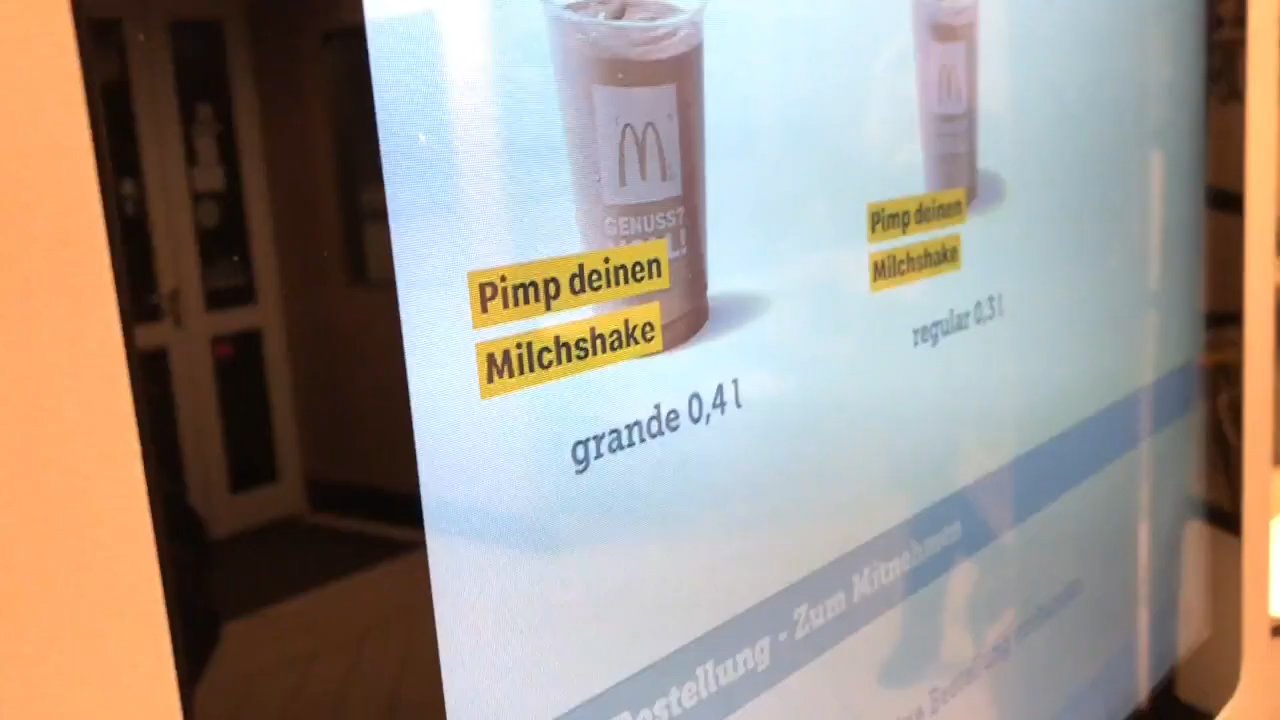 GENUSS?
Pimp deinen
Milchshake
grande 0,4 l
Pimp deinen
Milchshake
regular 0,3 l
Bestellung - Zum Mitnehmen